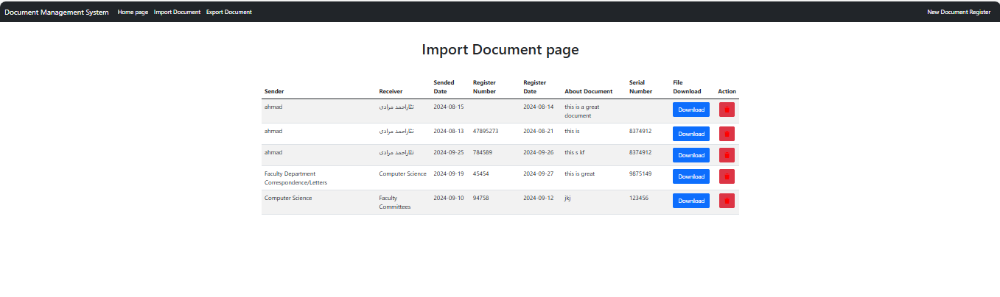 Document Management System Home page Import Document Export Document New Document Register
Import Document page
Sender Receiver Sended Date Register Number Register Date About Document Serial Number File Download Action
ahmad نثاراحمد مرادی 2024-08-15 2024-08-14 this is a great document Download
ahmad نثاراحمد مرادی 2024-08-13 47895273 2024-08-21 this is 8374912 Download
ahmad نثاراحمد مرادی 2024-09-25 784589 2024-09-26 this s kf 8374912 Download
Faculty Department Correspondence/Letters Computer Science 2024-09-19 45454 2024-09-27 this is great 9875149 Download
Computer Science Faculty Committees 2024-09-10 94758 2024-09-12 jkj 123456 Download